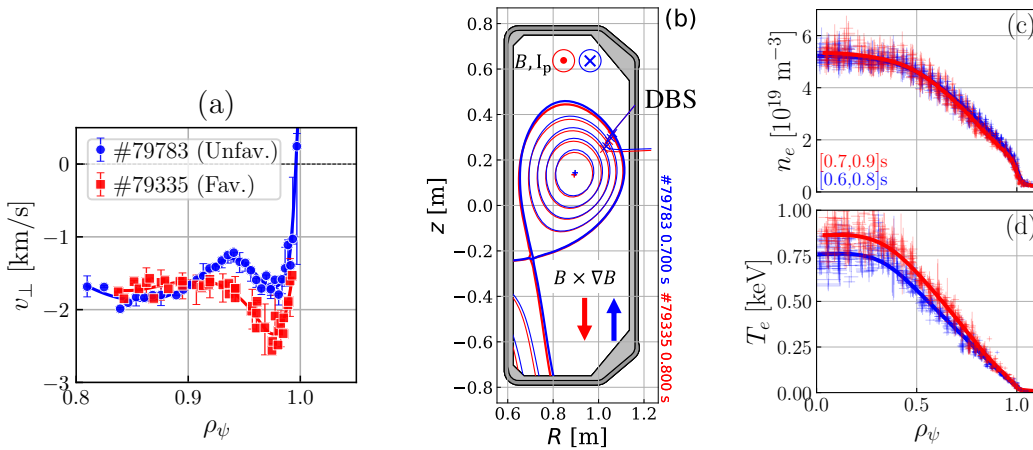 (a)
#79783 (Unfav.)
#79335 (Fav.)
0
−1
−2
−3
0.8
0.9
1.0
v⊥ [km/s]
ρψ
(b)
B, Ip
DBS
B × ∇B
0.8
0.6
0.4
0.2
0.0
−0.2
−0.4
−0.6
−0.8
0.6
0.8
1.0
1.2
z [m]
R [m]
#79335 0.800 s #79783 0.700 s
(c)
6
4
2
0
ne [10¹⁹ m⁻³]
[0.7,0.9]s
[0.6,0.8]s
(d)
1.00
0.75
0.50
0.25
0.00
Te [keV]
0.0
0.5
1.0
ρψ